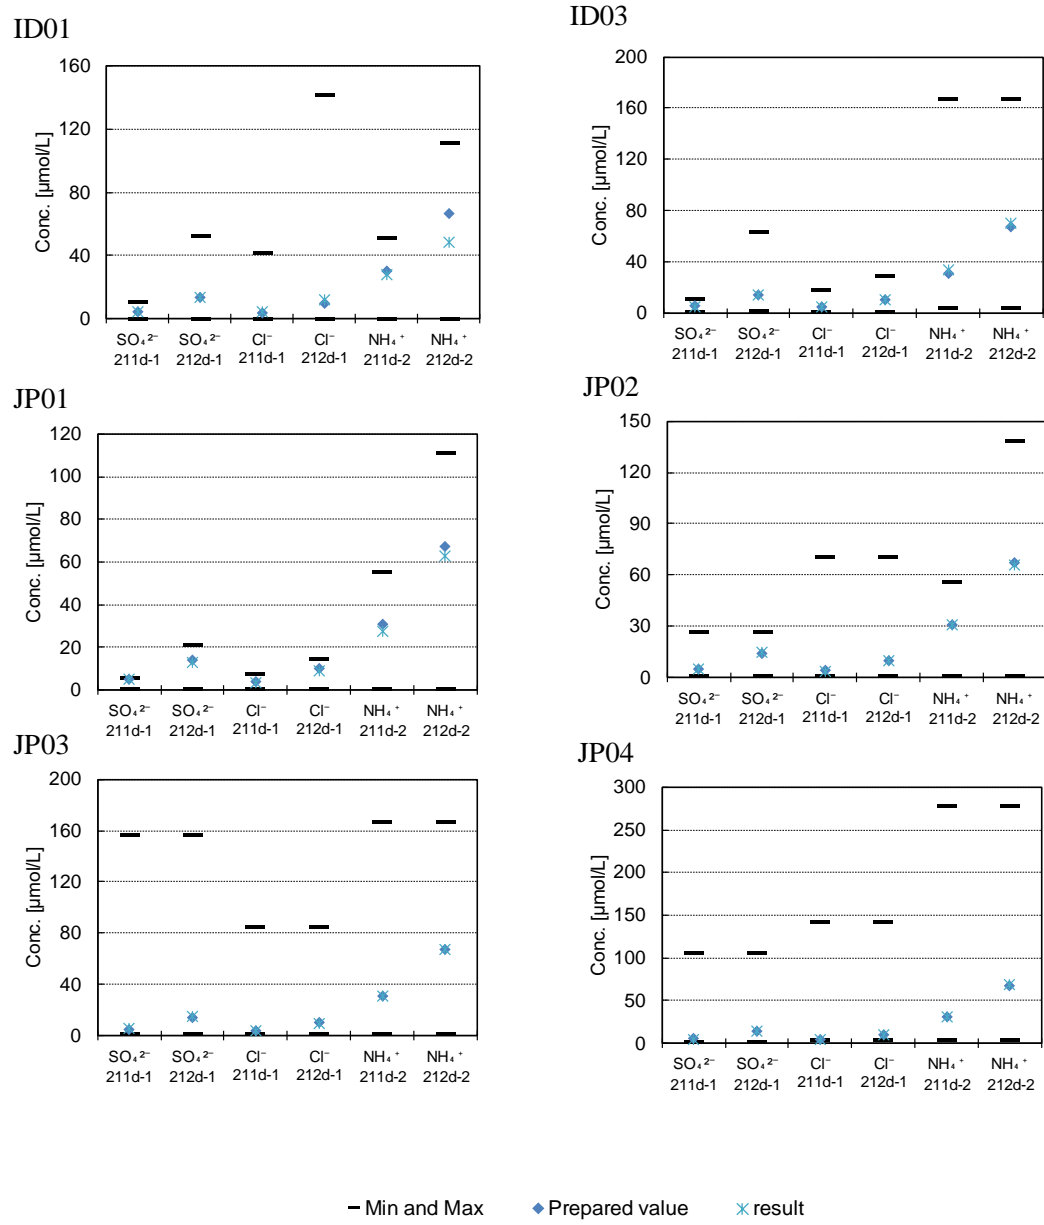 ID01
160
120
80
40
0
Conc. [µmol/L]
SO₄²⁻ SO₄²⁻ Cl⁻ Cl⁻ NH₄⁺ NH₄⁺
211d-1 212d-1 211d-1 212d-1 211d-2 212d-2
ID03
200
160
120
80
40
0
Conc. [µmol/L]
SO₄²⁻ SO₄²⁻ Cl⁻ Cl⁻ NH₄⁺ NH₄⁺
211d-1 212d-1 211d-1 212d-1 211d-2 212d-2
JP01
120
100
80
60
40
20
0
Conc. [µmol/L]
SO₄²⁻ SO₄²⁻ Cl⁻ Cl⁻ NH₄⁺ NH₄⁺
211d-1 212d-1 211d-1 212d-1 211d-2 212d-2
JP02
150
120
90
60
30
0
Conc. [µmol/L]
SO₄²⁻ SO₄²⁻ Cl⁻ Cl⁻ NH₄⁺ NH₄⁺
211d-1 212d-1 211d-1 212d-1 211d-2 212d-2
JP03
200
160
120
80
40
0
Conc. [µmol/L]
SO₄²⁻ SO₄²⁻ Cl⁻ Cl⁻ NH₄⁺ NH₄⁺
211d-1 212d-1 211d-1 212d-1 211d-2 212d-2
JP04
300
250
200
150
100
50
0
Conc. [µmol/L]
SO₄²⁻ SO₄²⁻ Cl⁻ Cl⁻ NH₄⁺ NH₄⁺
211d-1 212d-1 211d-1 212d-1 211d-2 212d-2
Min and Max Prepared value result